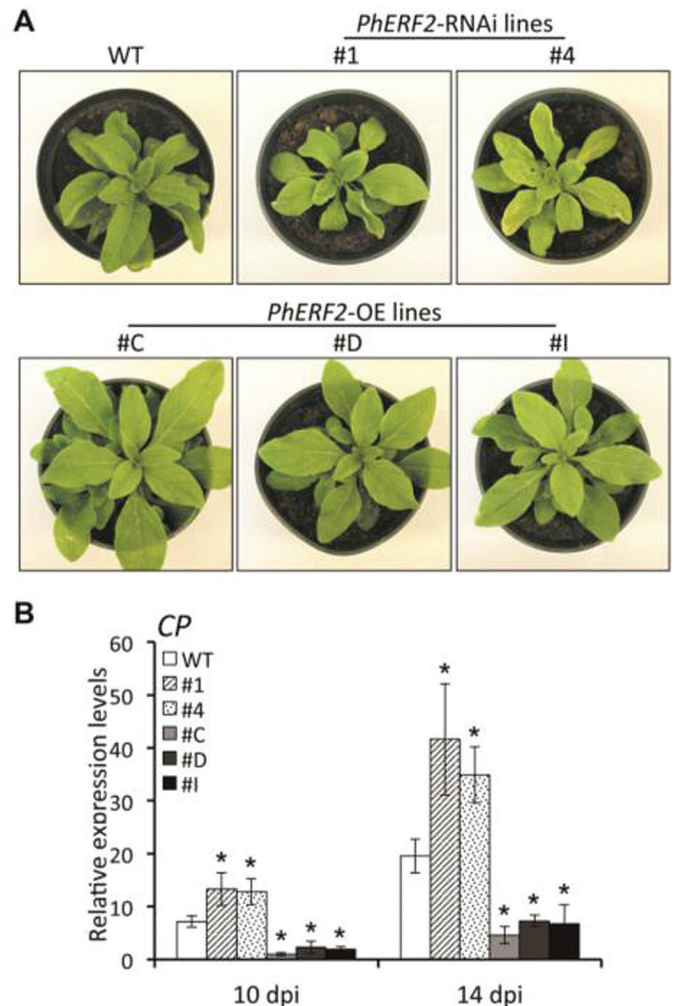 A
PhERF2-RNAi lines
WT #1 #4
PhERF2-OE lines
#C #D #I
B
CP
60
50
40
30
20
10
0
Relative expression levels
WT
#1
#4
#C
#D
#I
* * * * *
* * * * *
10 dpi 14 dpi